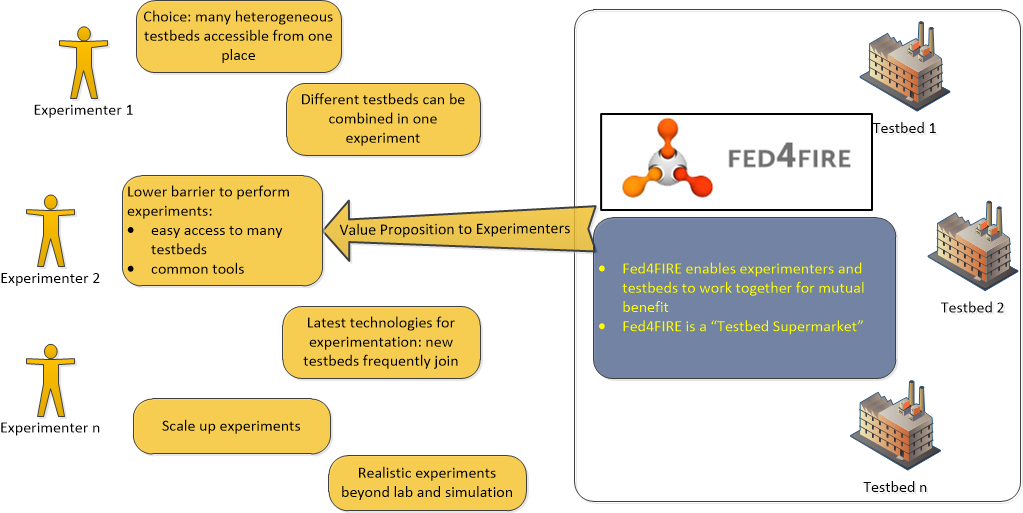 Choice: many heterogeneous
testbeds accessible from one
place
Experimenter 1
Different testbeds can be
combined in one
experiment
Lower barrier to perform
experiments:
• easy access to many
testbeds
• common tools
Experimenter 2
Value Proposition to Experimenters
Latest technologies for
experimentation: new
testbeds frequently join
Experimenter n
Scale up experiments
Realistic experiments
beyond lab and simulation
FED4FIRE
• Fed4FIRE enables experimenters and
testbeds to work together for mutual
benefit
• Fed4FIRE is a “Testbed Supermarket”
Testbed 1
Testbed 2
Testbed n